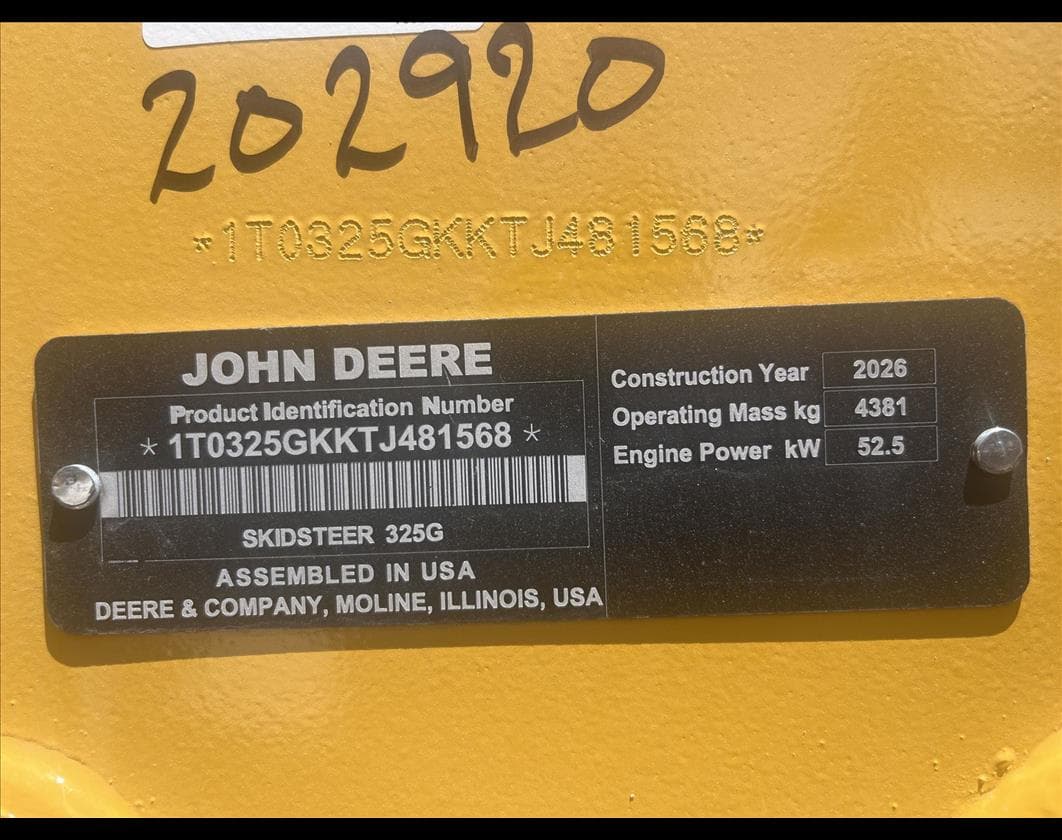 202920
*1T0325GKKTJ481568*
JOHN DEERE
Product Identification Number
* 1T0325GKKTJ481568 *
SKIDSTEER 325G
ASSEMBLED IN USA
DEERE & COMPANY, MOLINE, ILLINOIS, USA
Construction Year 2026
Operating Mass kg 4381
Engine Power kW 52.5